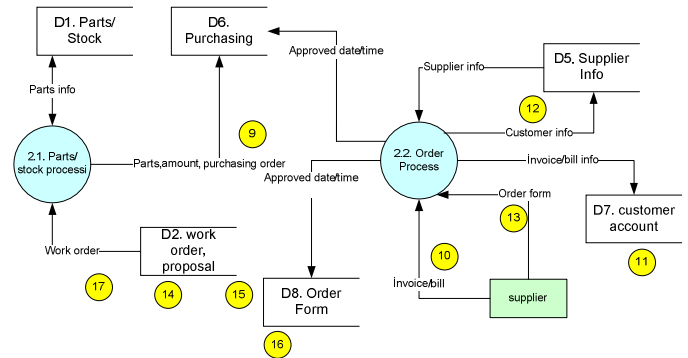 D1. Parts/
Stock
D6.
Purchasing
Approved date/time
Supplier info
D5. Supplier
Info
Parts info
12
9
Customer info
2.1. Parts/
stock processi
Parts,amount, purchasing order
2.2. Order
Process
İnvoice/bill info
Approved date/time
Order form
13
D7. customer
account
Work order
D2. work
order,
proposal
10
11
17
14
15
İnvoice/bill
supplier
D8. Order
Form
16